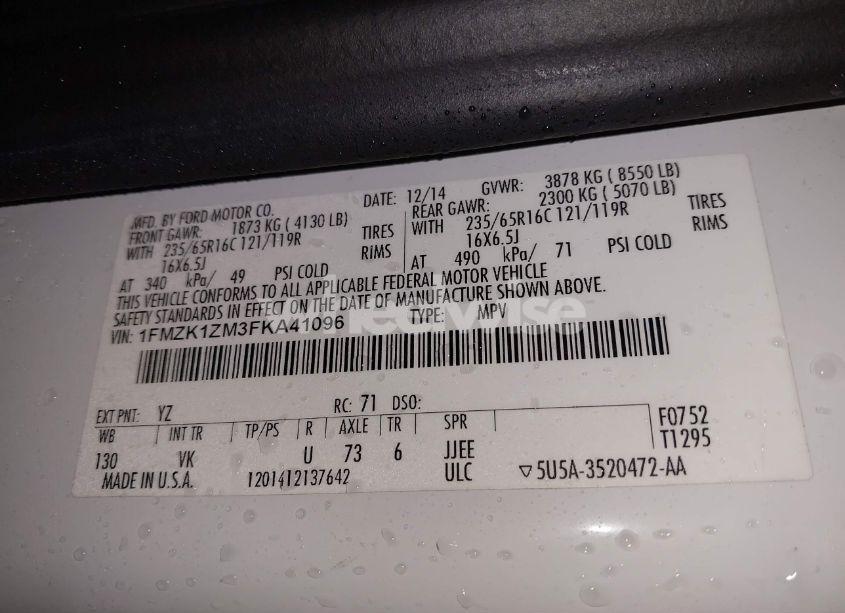 MFD. BY FORD MOTOR CO. DATE: 12/14 GVWR: 3878 KG ( 8550 LB)
FRONT GAWR: 1873 KG ( 4130 LB) REAR GAWR: 2300 KG ( 5070 LB)
WITH 235/65R16C 121/119R TIRES WITH 235/65R16C 121/119R TIRES
16X6.5J RIMS 16X6.5J RIMS
AT 340 kPa/ 49 PSI COLD AT 490 kPa/ 71 PSI COLD
THIS VEHICLE CONFORMS TO ALL APPLICABLE FEDERAL MOTOR VEHICLE
SAFETY STANDARDS IN EFFECT ON THE DATE OF MANUFACTURE SHOWN ABOVE.
VIN: 1FMZK1ZM3FKA41096 TYPE: MPV
EXT PNT: YZ RC: 71 DSO:
WB INT TR TP/PS R AXLE TR SPR F0752
130 VK U 73 6 JJEE T1295
MADE IN U.S.A. 1201412137642 ULC ▽5U5A-3520472-AA